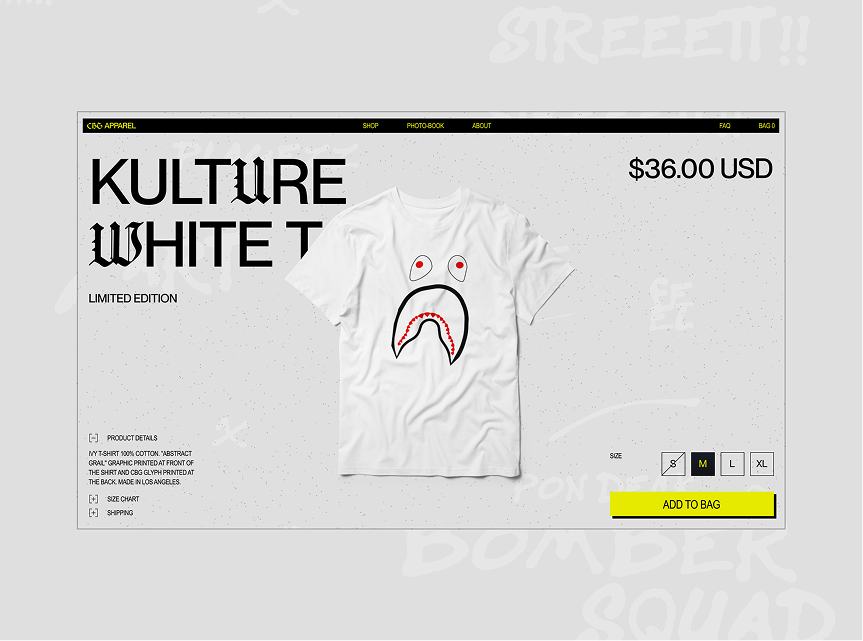 STREEETT!!
CBG APPAREL
SHOP
PHOTO-BOOK
ABOUT
FAQ
BAG 0
KULTURE
WHITE T
$36.00 USD
LIMITED EDITION
[–] PRODUCT DETAILS
IVY T-SHIRT 100% COTTON. "ABSTRACT
GRAIL" GRAPHIC PRINTED AT FRONT OF
THE SHIRT AND CBG GLYPH PRINTED AT
THE BACK. MADE IN LOS ANGELES.
[+] SIZE CHART
[+] SHIPPING
SIZE
S
M
L
XL
ADD TO BAG
BOMBER
SQUAD